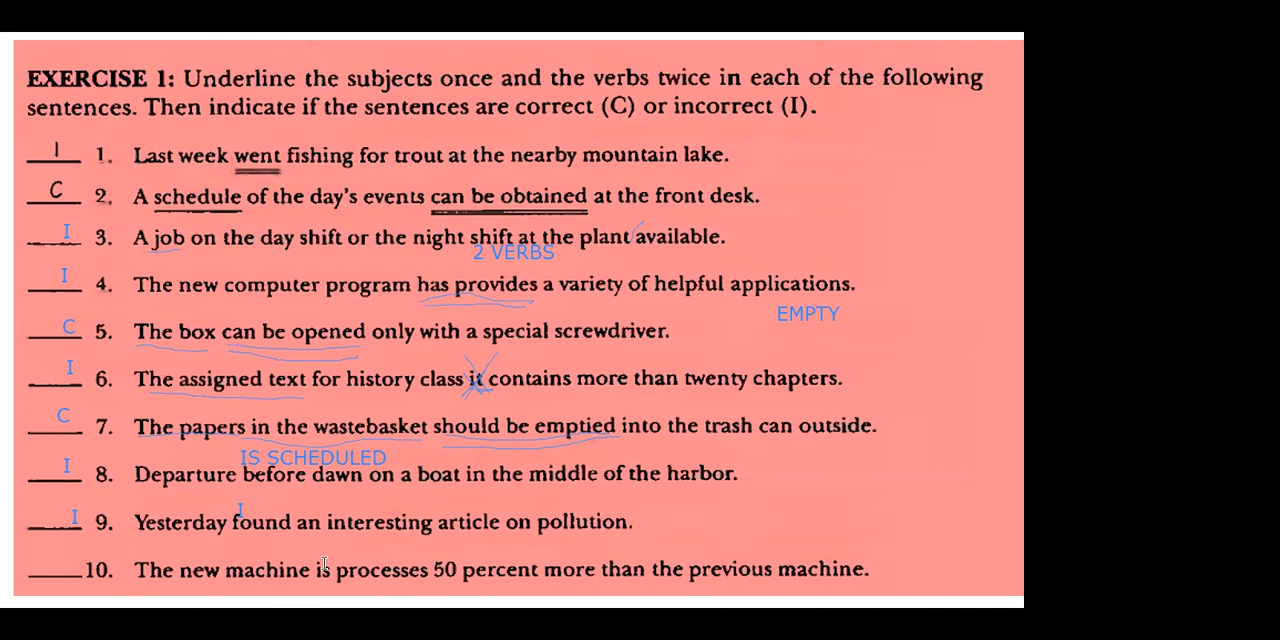 EXERCISE 1: Underline the subjects once and the verbs twice in each of the following
sentences. Then indicate if the sentences are correct (C) or incorrect (I).
I 1. Last week went fishing for trout at the nearby mountain lake.
C 2. A schedule of the day's events can be obtained at the front desk.
I 3. A job on the day shift or the night shift at the plant available.
2 VERBS
I 4. The new computer program has provides a variety of helpful applications.
EMPTY
C 5. The box can be opened only with a special screwdriver.
I 6. The assigned text for history class it contains more than twenty chapters.
C 7. The papers in the wastebasket should be emptied into the trash can outside.
IS SCHEDULED
I 8. Departure before dawn on a boat in the middle of the harbor.
I
I 9. Yesterday found an interesting article on pollution.
10. The new machine is processes 50 percent more than the previous machine.